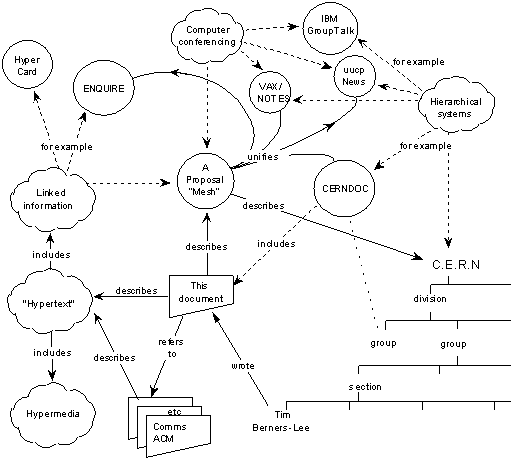 Computer
conferencing
IBM
GroupTalk
Hyper
Card
ENQUIRE
for example
uucp
News
VAX/
NOTES
Hierarchical
systems
for example
unifies
for example
A
Proposal
"Mesh"
CERNDOC
Linked
information
describes
includes
describes
includes
C.E.R.N
This
document
describes
"Hypertext"
division
refers
to
group
group
includes
describes
wrote
section
Hypermedia
etc
Comms
ACM
Tim
Berners-Lee